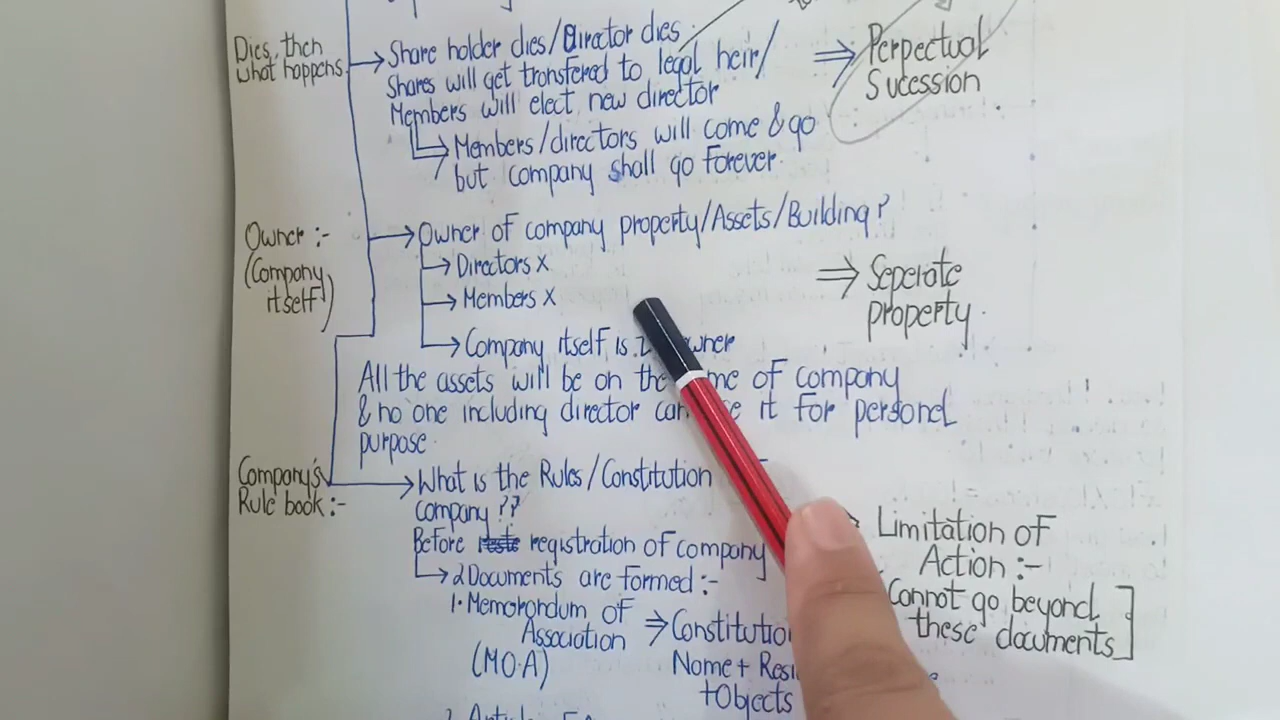 Dies, then
what happens
Share holder dies/Director dies
Shares will get transferred to legal heir/
Members will elect new director
Members/directors will come & go
but company shall go forever.
⇒ Perpectual
Sucession
Owner :-
(Company
itself)
Owner of company property/Assets/Building?
Directors X
Members X
Company itself is
⇒ Seperate
property.
All the assets will be on the of company
& no one including director it for personel
purpose.
Company's
Rule book :-
What is the Rules/Constitution
company ??
Before registration of company
2 Documents are formed :-
1. Memorandum of
Association
(M.O.A)
⇒ Constitution
Name +
+Objects
Limitation of
Action :-
Cannot go beyond
these documents